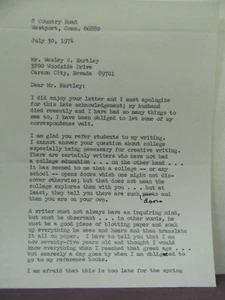 8 Country Road
Westport, Conn. 06880
July 30, 1974
Mr. Wesley D. Hartley
3200 Woodside Drive
Carson City, Nevada 89701
Dear Mr. Hartley:
I did enjoy your letter and I must apologize
for this late acknowledgment; my husband
died recently and I have had so many things
to see to, I have been obliged to let some of my
correspondence wait.
I am glad you refer students to my writing.
I cannot answer your question about college
especially being necessary for creative writing.
There are certainly writers who have not had
a college education ... on the other hand ...
it has seemed to me that a college -- or any
school -- opens doors which one might not dis-
cover otherwise; but that does not mean the
college explores them with you ... but at
least, they tell you there are such doors and
then you are on your own.
A writer must not always have an inquiring mind,
but must be observant ... in other words, he
must be a good piece of blotting paper and soak
up everything he sees and hears and then translate
it all on paper. I have to tell you that I am
now seventy-five years old and thought I would
know everything when I reached that great age ...
but scarcely a day goes by when I am obliged to
go to my reference books.
I am afraid that this is too late for the spring